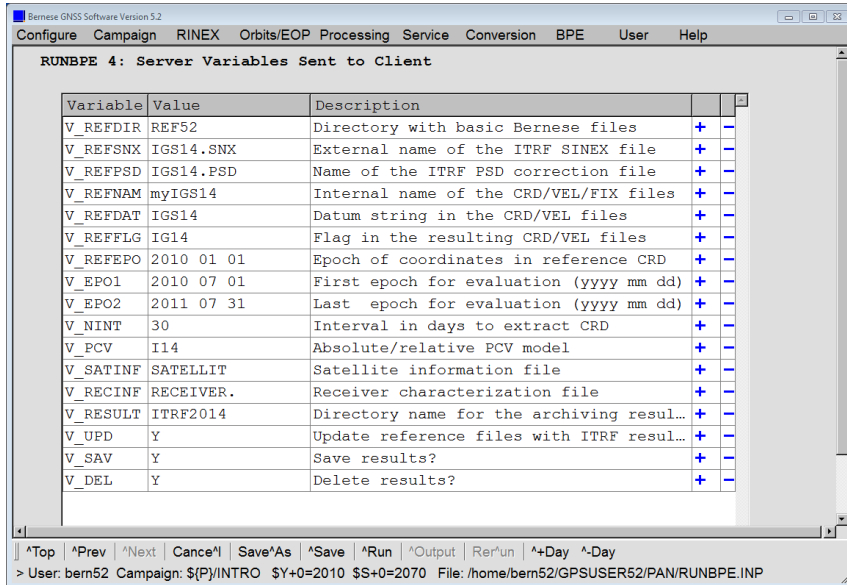 Bernese GNSS Software Version 5.2
Configure Campaign RINEX Orbits/EOP Processing Service Conversion BPE User Help
RUNBPE 4: Server Variables Sent to Client
Variable Value Description
V_REFDIR REF52 Directory with basic Bernese files + -
V_REFSNX IGS14.SNX External name of the ITRF SINEX file + -
V_REFPSD IGS14.PSD Name of the ITRF PSD correction file + -
V_REFNAM myIGS14 Internal name of the CRD/VEL/FIX files + -
V_REFDAT IGS14 Datum string in the CRD/VEL files + -
V_REFFLG IG14 Flag in the resulting CRD/VEL files + -
V_REFEPO 2010 01 01 Epoch of coordinates in reference CRD + -
V_EPO1 2010 07 01 First epoch for evaluation (yyyy mm dd) + -
V_EPO2 2011 07 31 Last epoch for evaluation (yyyy mm dd) + -
V_NINT 30 Interval in days to extract CRD + -
V_PCV I14 Absolute/relative PCV model + -
V_SATINF SATELLIT Satellite information file + -
V_RECINF RECEIVER. Receiver characterization file + -
V_RESULT ITRF2014 Directory name for the archiving resul… + -
V_UPD Y Update reference files with ITRF resul… + -
V_SAV Y Save results? + -
V_DEL Y Delete results? + -
^Top ^Prev ^Next Cance^l Save^As ^Save ^Run ^Output Rer^un ^+Day ^-Day
> User: bern52 Campaign: ${P}/INTRO $Y+0=2010 $S+0=2070 File: /home/bern52/GPSUSER52/PAN/RUNBPE.INP